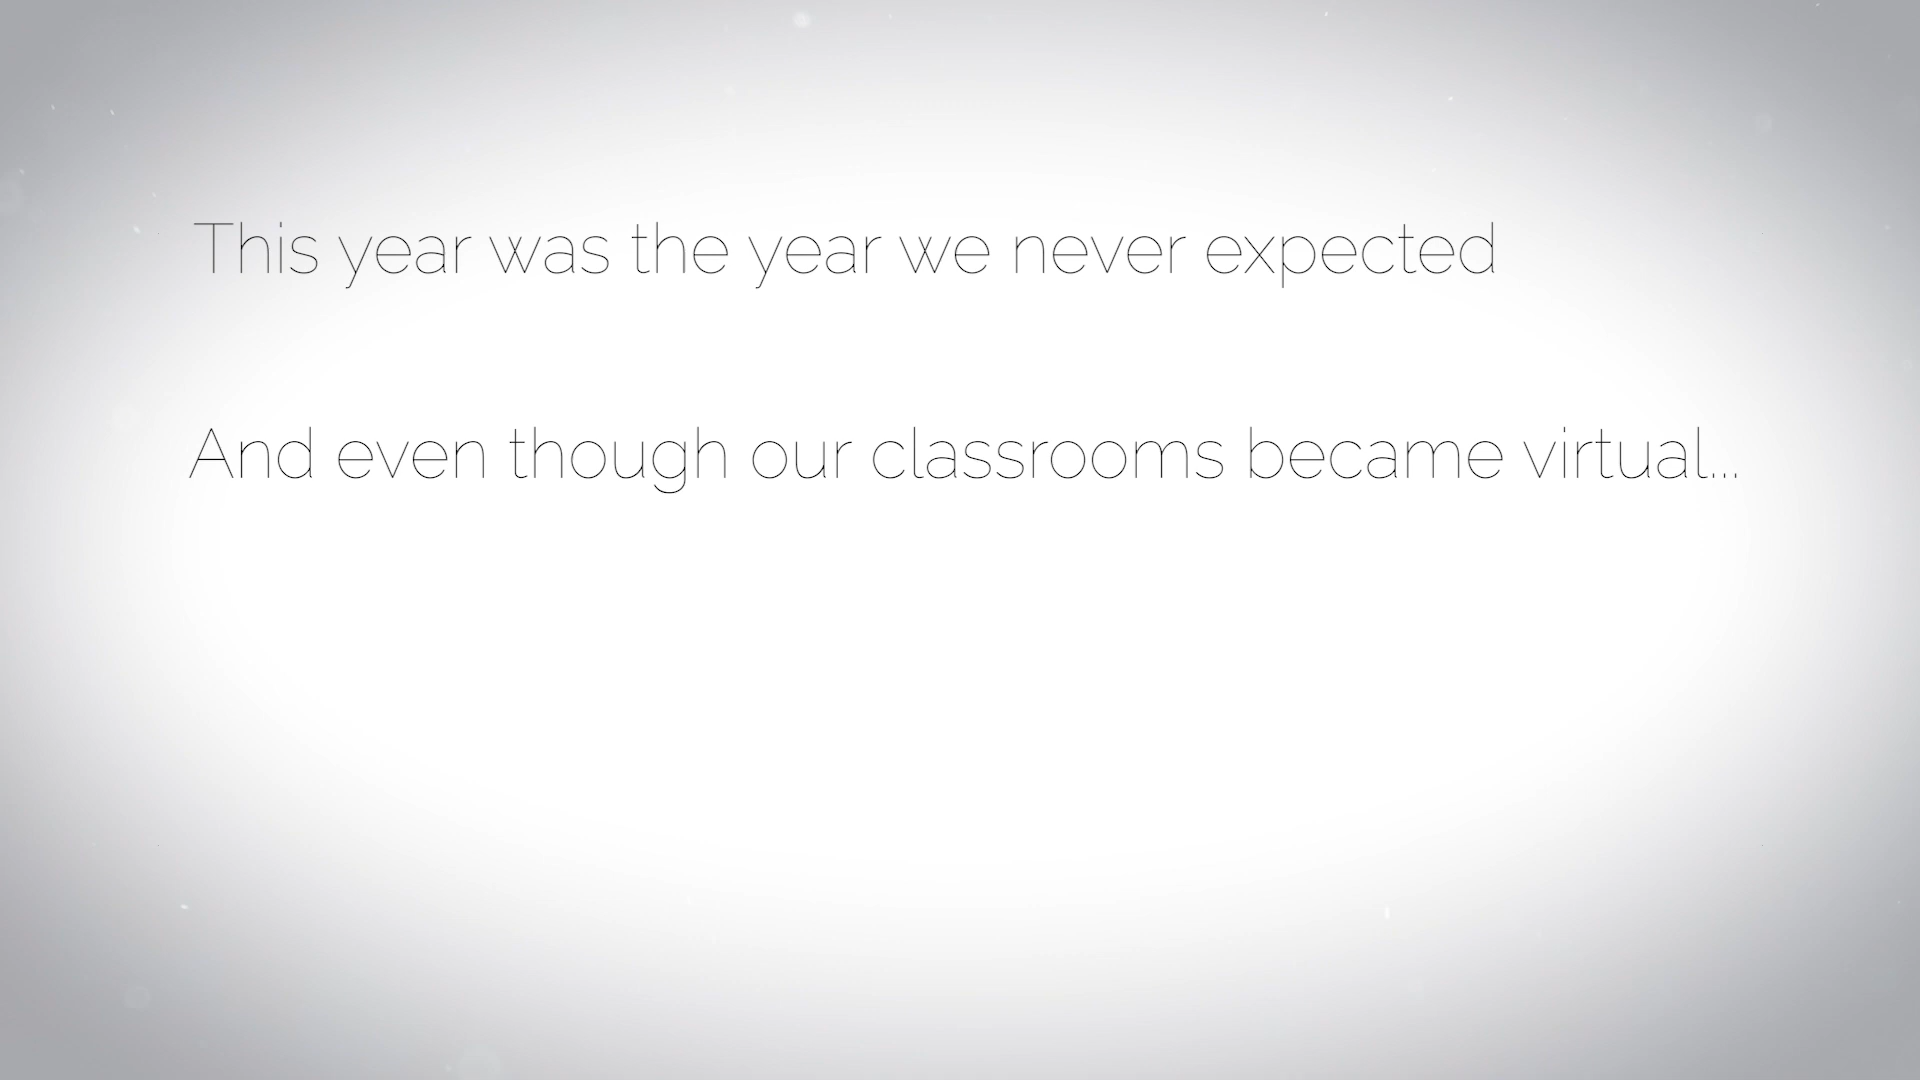 This year was the year we never expected
And even though our classrooms became virtual...